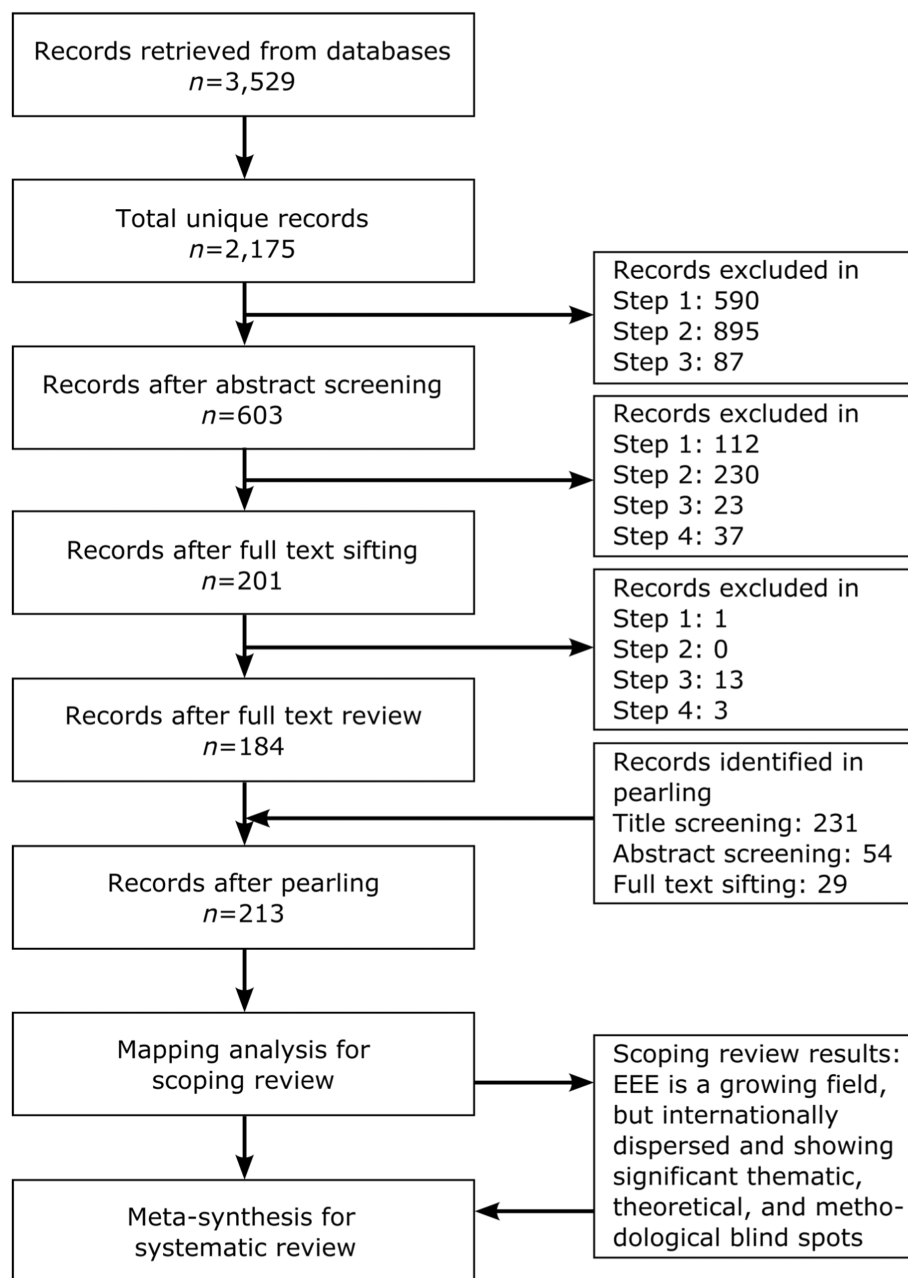 Records retrieved from databases
n=3,529
Total unique records
n=2,175
Records excluded in
Step 1: 590
Step 2: 895
Step 3: 87
Records after abstract screening
n=603
Records excluded in
Step 1: 112
Step 2: 230
Step 3: 23
Step 4: 37
Records after full text sifting
n=201
Records excluded in
Step 1: 1
Step 2: 0
Step 3: 13
Step 4: 3
Records after full text review
n=184
Records identified in
pearling
Title screening: 231
Abstract screening: 54
Full text sifting: 29
Records after pearling
n=213
Mapping analysis for
scoping review
Scoping review results:
EEE is a growing field,
but internationally
dispersed and showing
significant thematic,
theoretical, and metho-
dological blind spots
Meta-synthesis for
systematic review